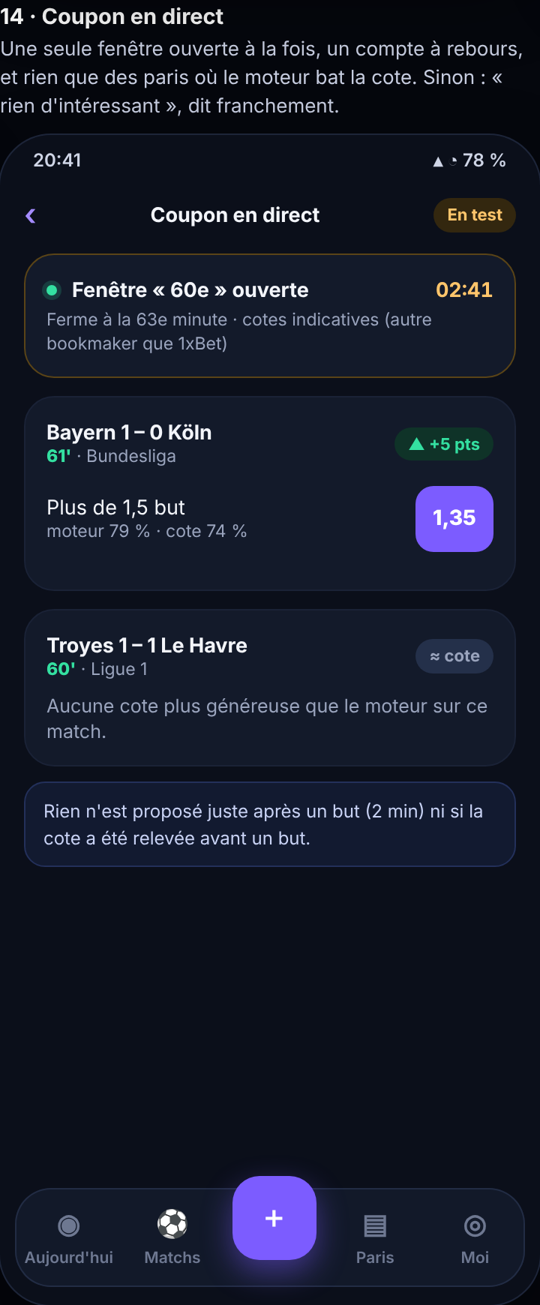 14 · Coupon en direct
Une seule fenêtre ouverte à la fois, un compte à rebours,
et rien que des paris où le moteur bat la cote. Sinon : «
rien d'intéressant », dit franchement.
20:41
78 %
‹
Coupon en direct
En test
Fenêtre « 60e » ouverte
02:41
Ferme à la 63e minute · cotes indicatives (autre
bookmaker que 1xBet)
Bayern 1 – 0 Köln
61' · Bundesliga
▲ +5 pts
Plus de 1,5 but
moteur 79 % · cote 74 %
1,35
Troyes 1 – 1 Le Havre
60' · Ligue 1
≈ cote
Aucune cote plus généreuse que le moteur sur ce
match.
Rien n'est proposé juste après un but (2 min) ni si la
cote a été relevée avant un but.
+
Aujourd'hui
Matchs
Paris
Moi